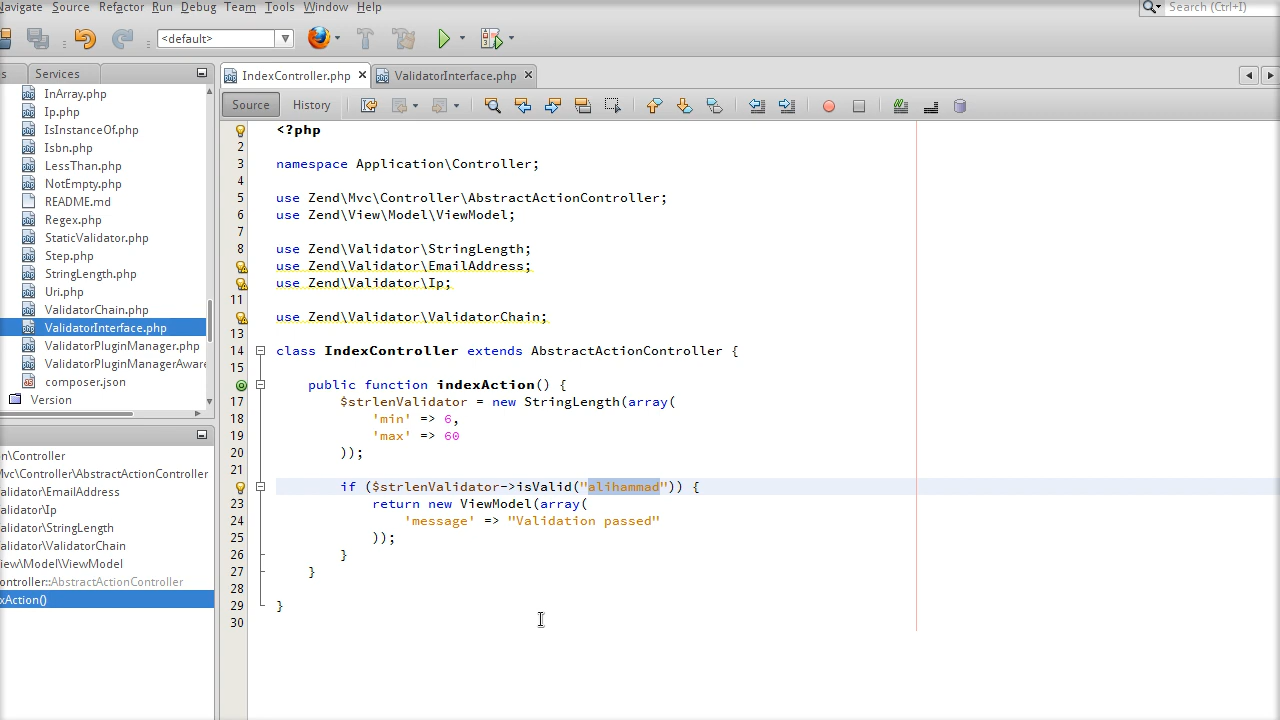 Navigate Source Refactor Run Debug Team Tools Window Help
Search (Ctrl+I)
<default>
s Services
IndexController.php ValidatorInterface.php
Source History
InArray.php
Ip.php
IsInstanceOf.php
Isbn.php
LessThan.php
NotEmpty.php
README.md
Regex.php
StaticValidator.php
Step.php
StringLength.php
Uri.php
ValidatorChain.php
ValidatorInterface.php
ValidatorPluginManager.php
ValidatorPluginManagerAware
composer.json
Version
n\Controller
Mvc\Controller\AbstractActionController
alidator\EmailAddress
alidator\Ip
alidator\StringLength
alidator\ValidatorChain
iew\Model\ViewModel
ontroller::AbstractActionController
xAction()
<?php
2
3 namespace Application\Controller;
4
5 use Zend\Mvc\Controller\AbstractActionController;
6 use Zend\View\Model\ViewModel;
7
8 use Zend\Validator\StringLength;
use Zend\Validator\EmailAddress;
use Zend\Validator\Ip;
11
use Zend\Validator\ValidatorChain;
13
14 class IndexController extends AbstractActionController {
15
public function indexAction() {
17 $strlenValidator = new StringLength(array(
18 'min' => 6,
19 'max' => 60
20 ));
21
if ($strlenValidator->isValid("alihammad")) {
23 return new ViewModel(array(
24 'message' => "Validation passed"
25 ));
26 }
27 }
28
29 }
30